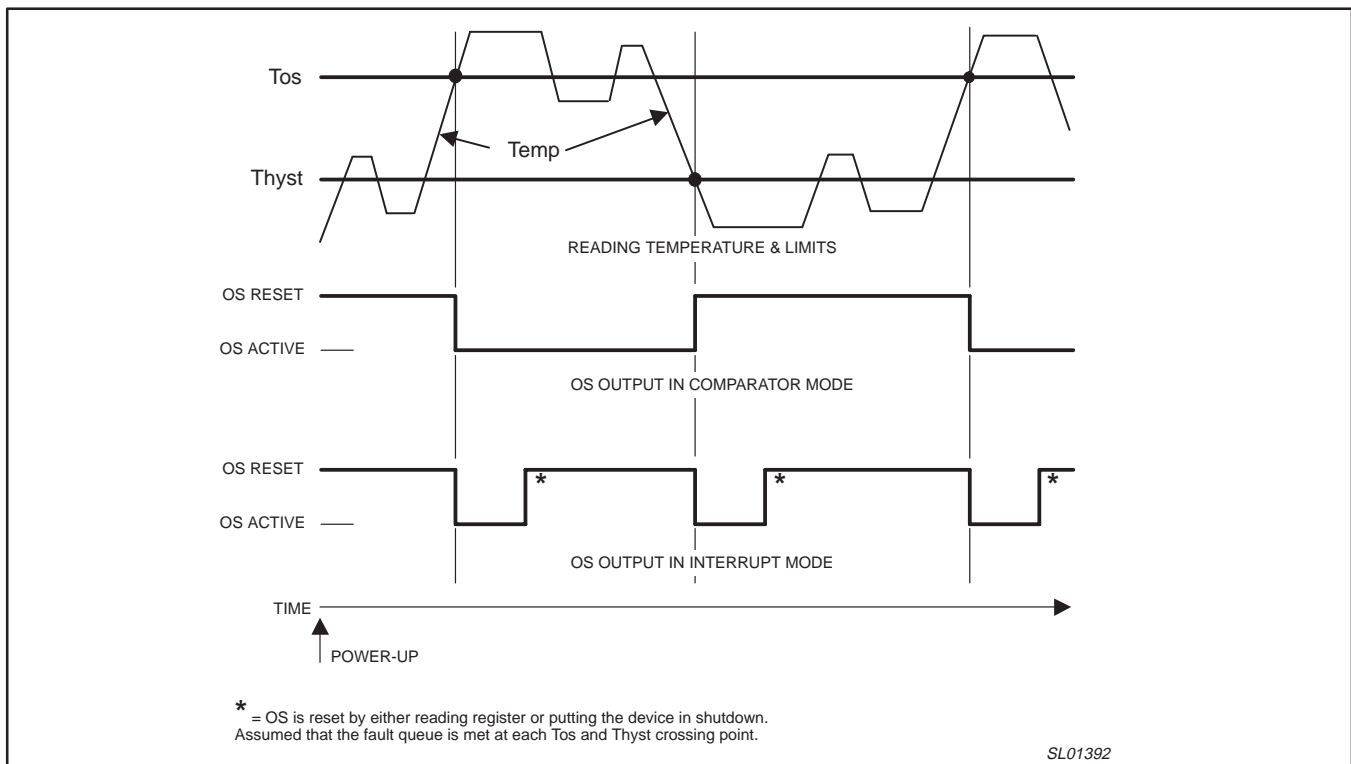 Tos
Temp
Thyst
READING TEMPERATURE & LIMITS
OS RESET
OS ACTIVE
OS OUTPUT IN COMPARATOR MODE
OS RESET
*
*
*
OS ACTIVE
OS OUTPUT IN INTERRUPT MODE
TIME
POWER-UP
* = OS is reset by either reading register or putting the device in shutdown.
Assumed that the fault queue is met at each Tos and Thyst crossing point.
SL01392